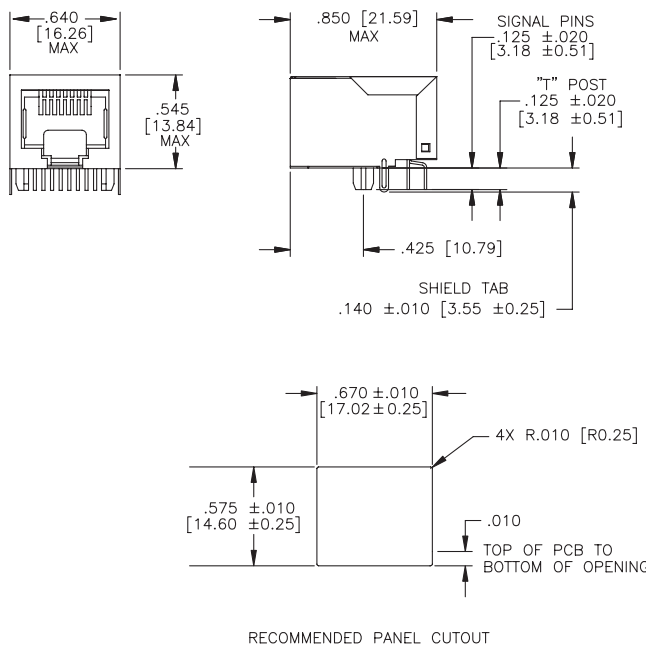 .640
[16.26]
MAX
.545
[13.84]
MAX
.850 [21.59]
MAX
SIGNAL PINS
.125 ±.020
[3.18 ±0.51]
"T" POST
.125 ±.020
[3.18 ±0.51]
.425 [10.79]
SHIELD TAB
.140 ±.010 [3.55 ±0.25]
.670 ±.010
[17.02±0.25]
4X R.010 [R0.25]
.575 ±.010
[14.60 ±0.25]
.010
TOP OF PCB TO
BOTTOM OF OPENING
RECOMMENDED PANEL CUTOUT